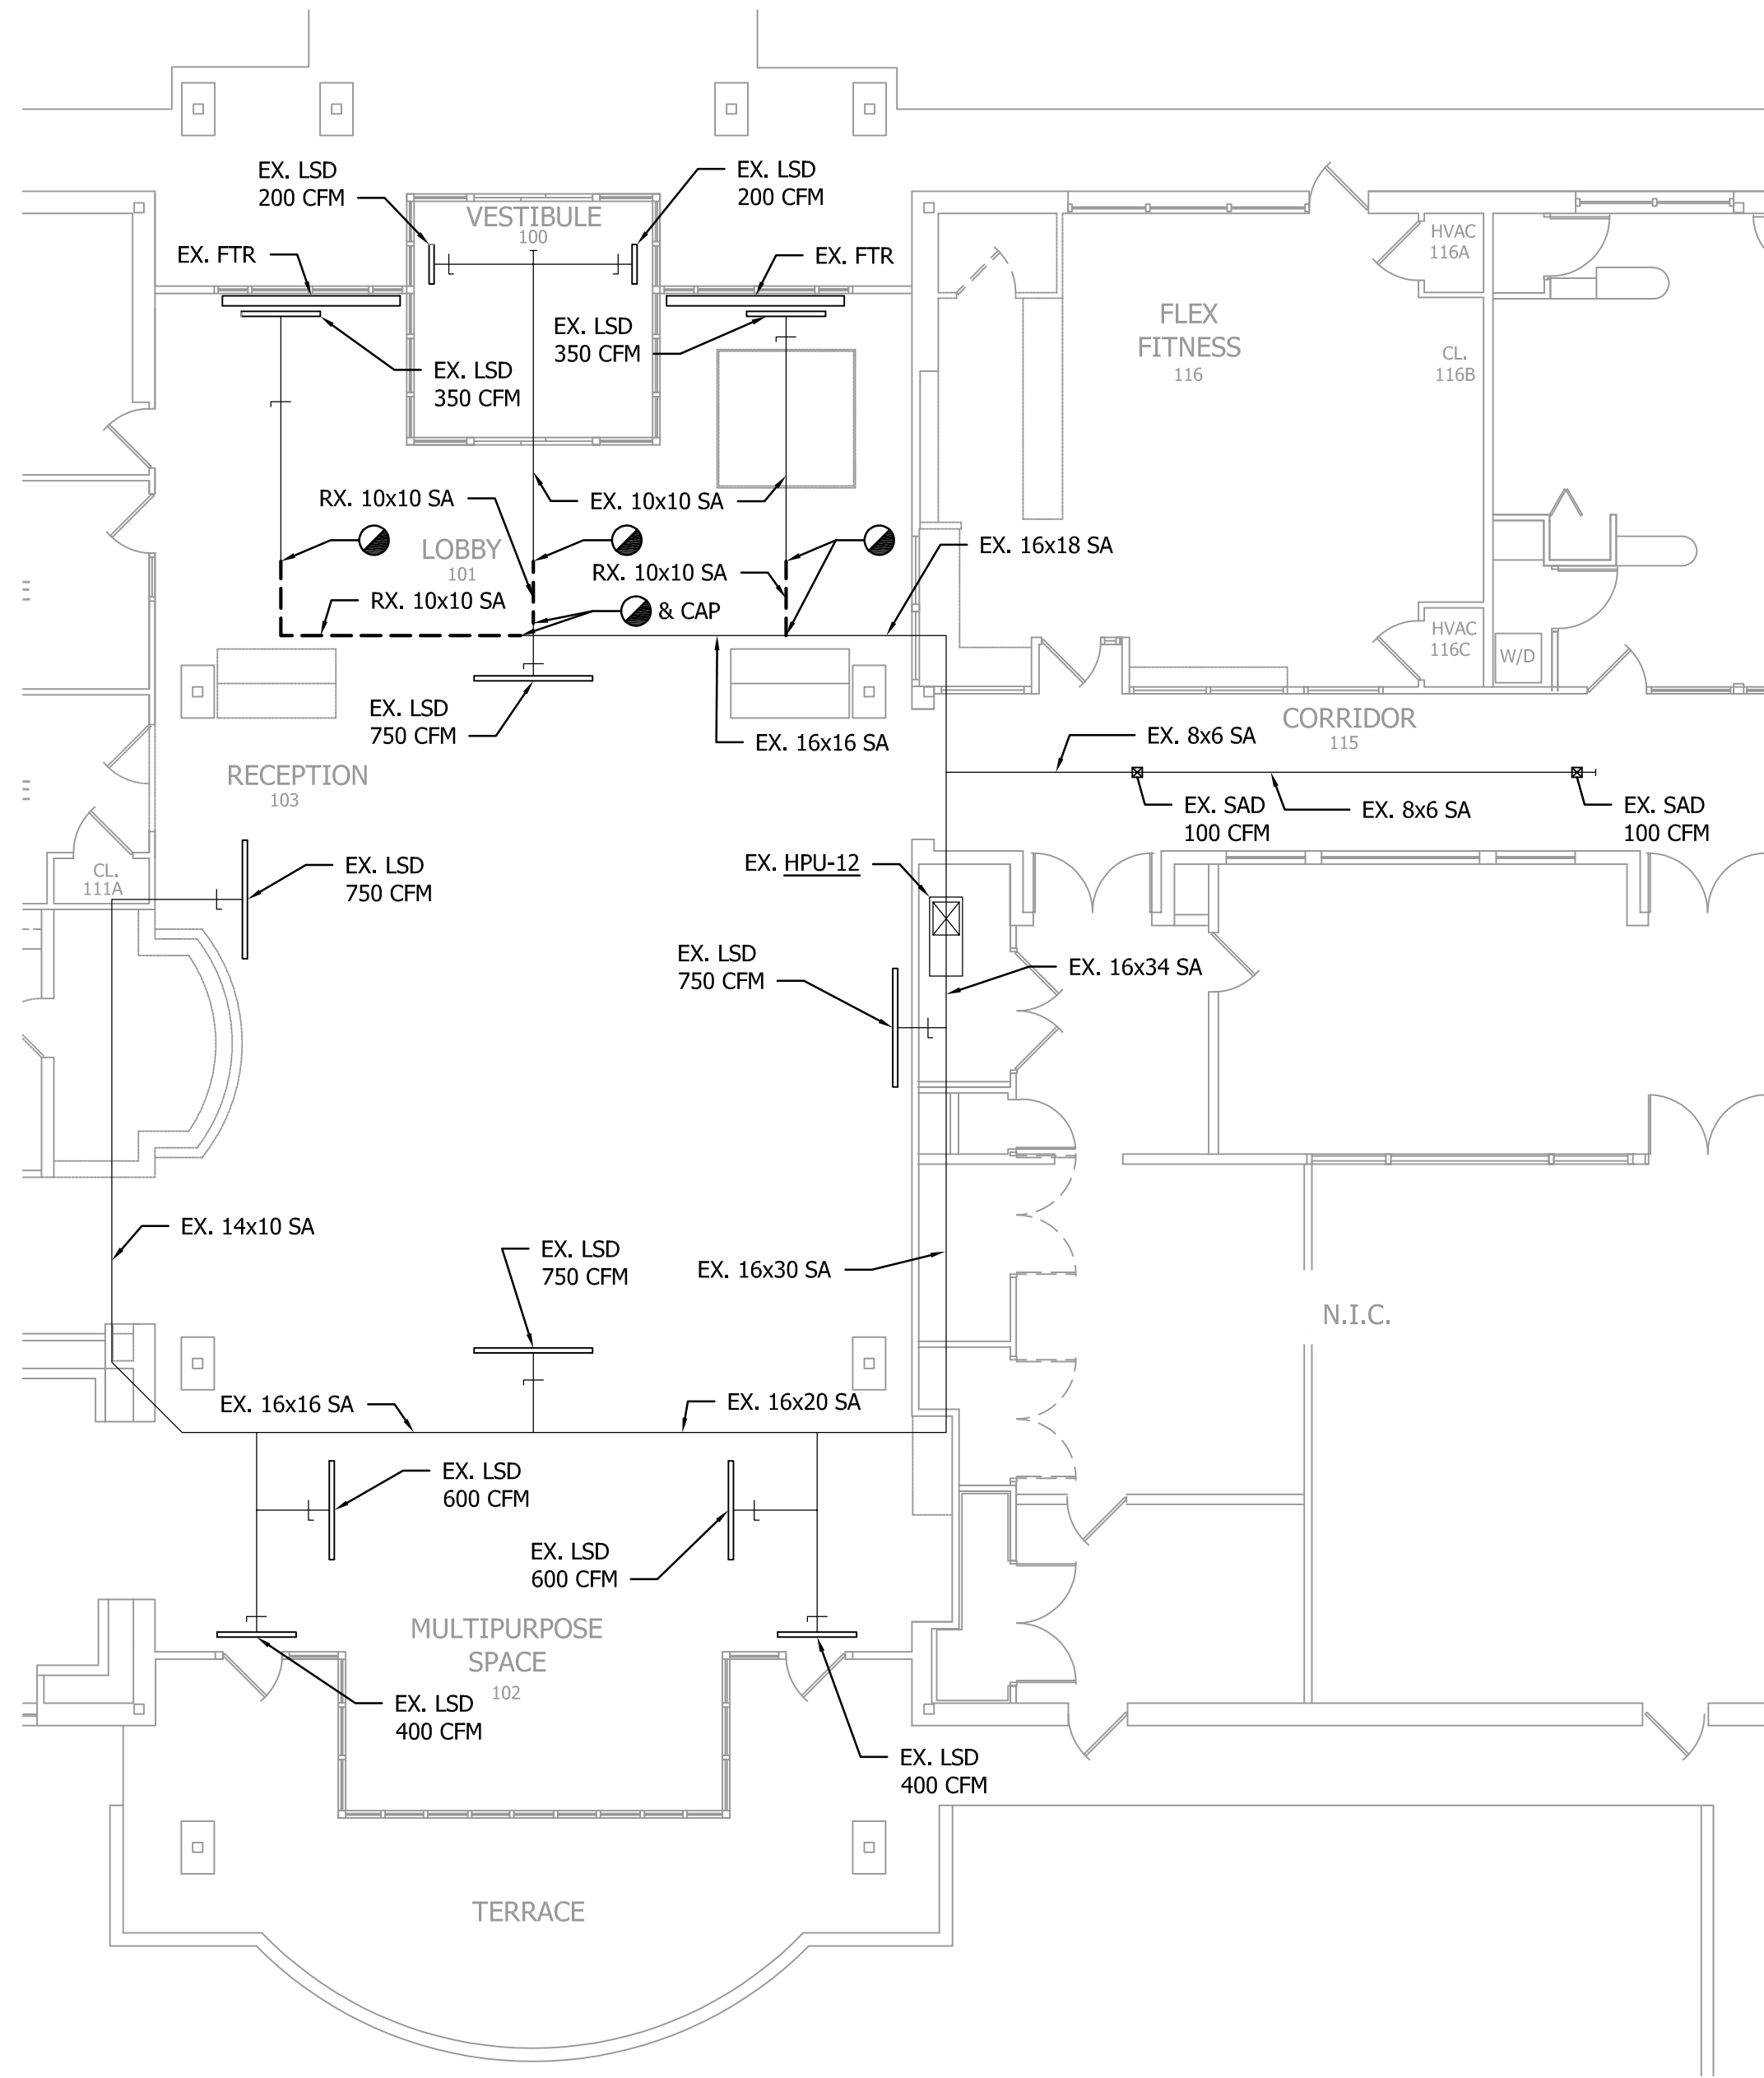 EX. LSD
200 CFM
EX. LSD
200 CFM
VESTIBULE
100
EX. FTR
EX. FTR
HVAC
116A
FLEX
FITNESS
116
EX. LSD
350 CFM
EX. LSD
350 CFM
CL.
116B
RX. 10x10 SA
EX. 10x10 SA
LOBBY
101
EX. 16x18 SA
RX. 10x10 SA
RX. 10x10 SA
& CAP
HVAC
116C
W/D
EX. LSD
750 CFM
EX. 16x16 SA
CORRIDOR
115
EX. 8x6 SA
RECEPTION
103
EX. SAD
100 CFM
EX. 8x6 SA
EX. SAD
100 CFM
CL.
111A
EX. LSD
750 CFM
EX. HPU-12
EX. LSD
750 CFM
EX. 16x34 SA
EX. 14x10 SA
EX. LSD
750 CFM
EX. 16x30 SA
N.I.C.
EX. 16x16 SA
EX. 16x20 SA
EX. LSD
600 CFM
EX. LSD
600 CFM
MULTIPURPOSE
SPACE
102
EX. LSD
400 CFM
EX. LSD
400 CFM
TERRACE